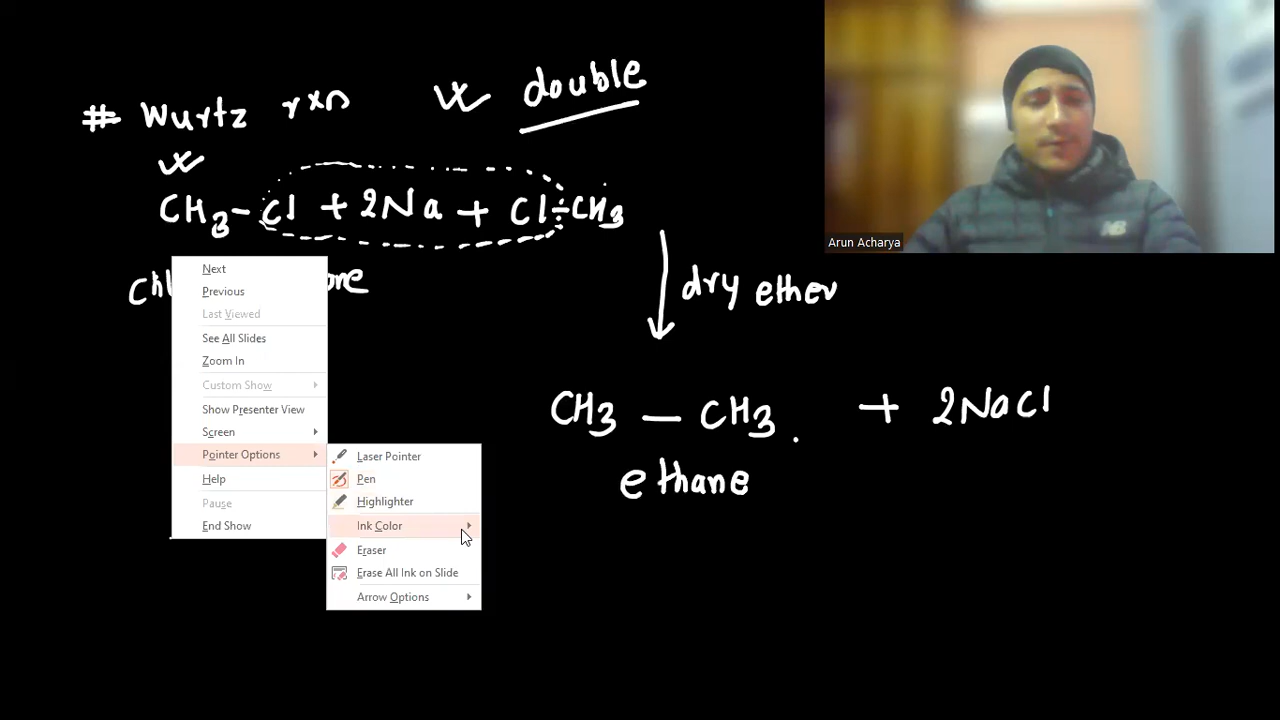 # Wurtz rxn
double
CH3-Cl + 2Na + Cl-CH3
dry ether
Next
Previous
Last Viewed
See All Slides
Zoom In
Custom Show
Show Presenter View
Screen
Pointer Options
Help
Pause
End Show
Laser Pointer
Pen
Highlighter
Ink Color
Eraser
Erase All Ink on Slide
Arrow Options
CH3 — CH3. + 2NaCl
ethane
Arun Acharya
NB